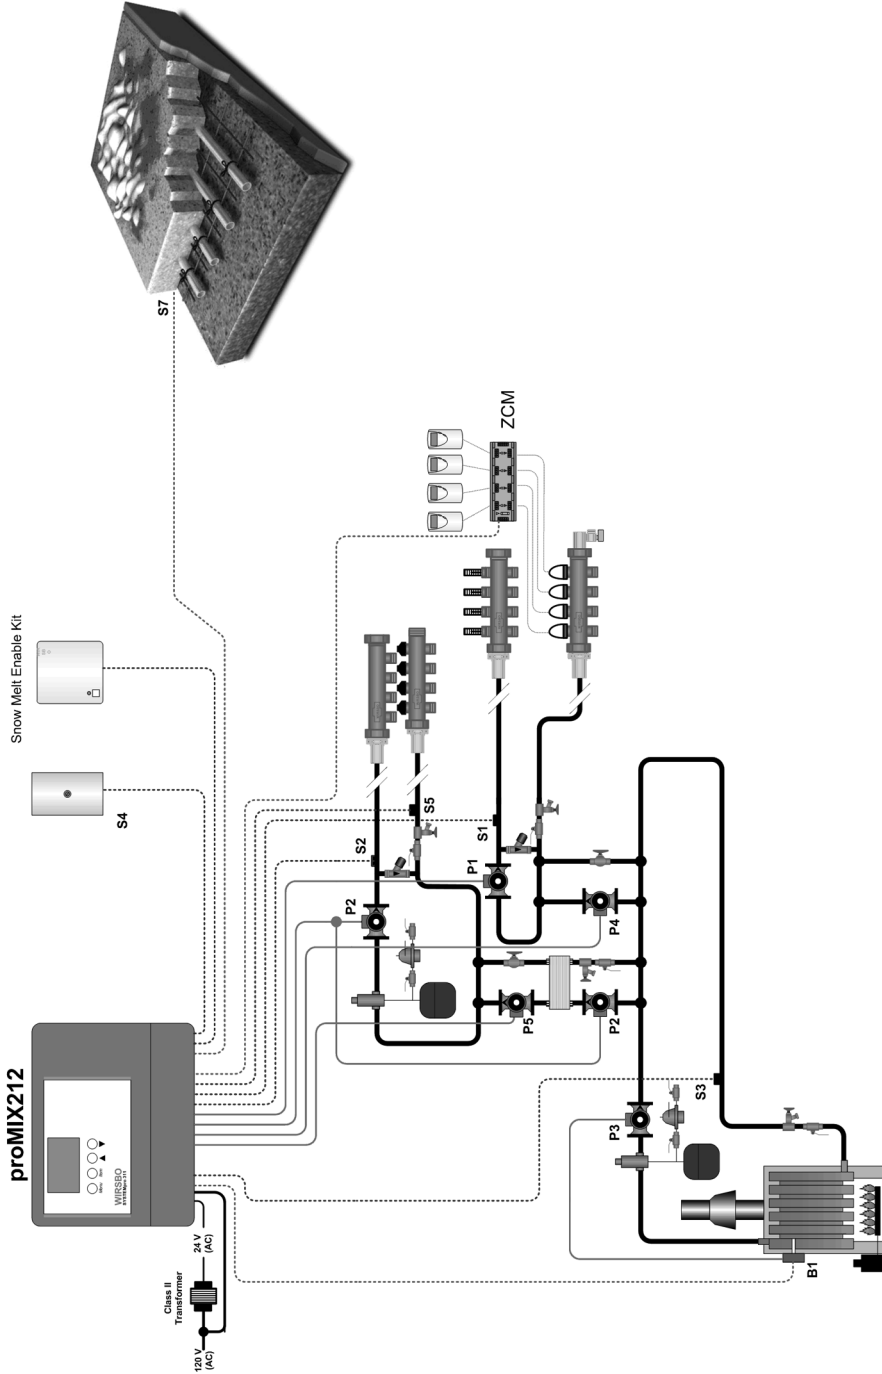 proMIX212
Snow Melt Enable Kit
S4
S7
WIRSBO
Menu
Item
Class II
Transformer
120 V
(AC)
24 V
(AC)
ZCM
S2
S5
S1
P2
P1
P5
P4
P2
P3
S3
B1